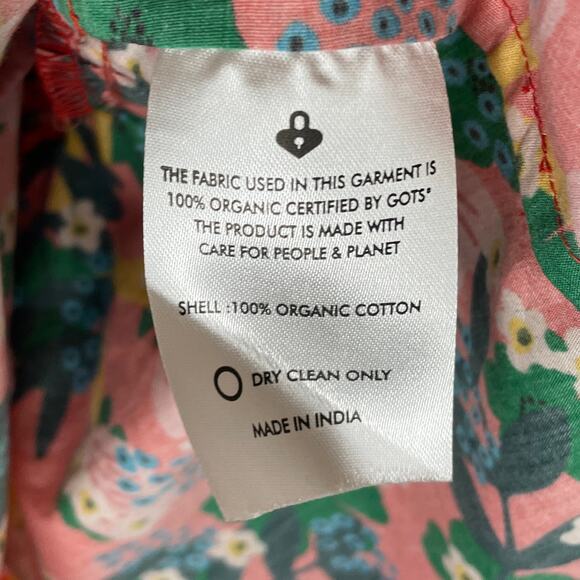 THE FABRIC USED IN THIS GARMENT IS
100% ORGANIC CERTIFIED BY GOTS*
THE PRODUCT IS MADE WITH
CARE FOR PEOPLE & PLANET
SHELL :100% ORGANIC COTTON
DRY CLEAN ONLY
MADE IN INDIA